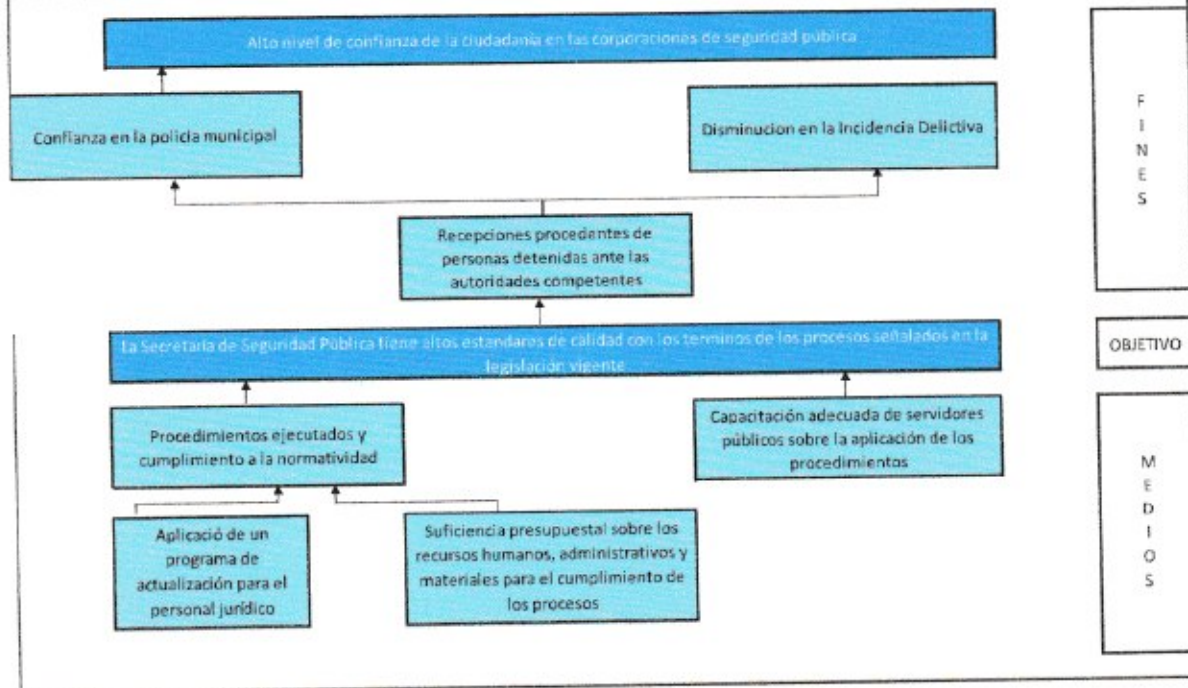 Alto nivel de confianza de la ciudadanía en las corporaciones de seguridad pública
Confianza en la policia municipal
Disminucion en la Incidencia Delictiva
Recepciones procedentes de
personas detenidas ante las
autoridades competentes
FINES
La Secretaría de Seguridad Pública tiene altos estandares de calidad con los terminos de los procesos señalados en la
legislación vigente
OBJETIVO
Procedimientos ejecutados y
cumplimiento a la normatividad
Capacitación adecuada de servidores
públicos sobre la aplicación de los
procedimientos
Aplicació de un
programa de
actualización para el
personal jurídico
Suficiencia presupuestal sobre los
recursos humanos, administrativos y
materiales para el cumplimiento de
los procesos
MEDIOS